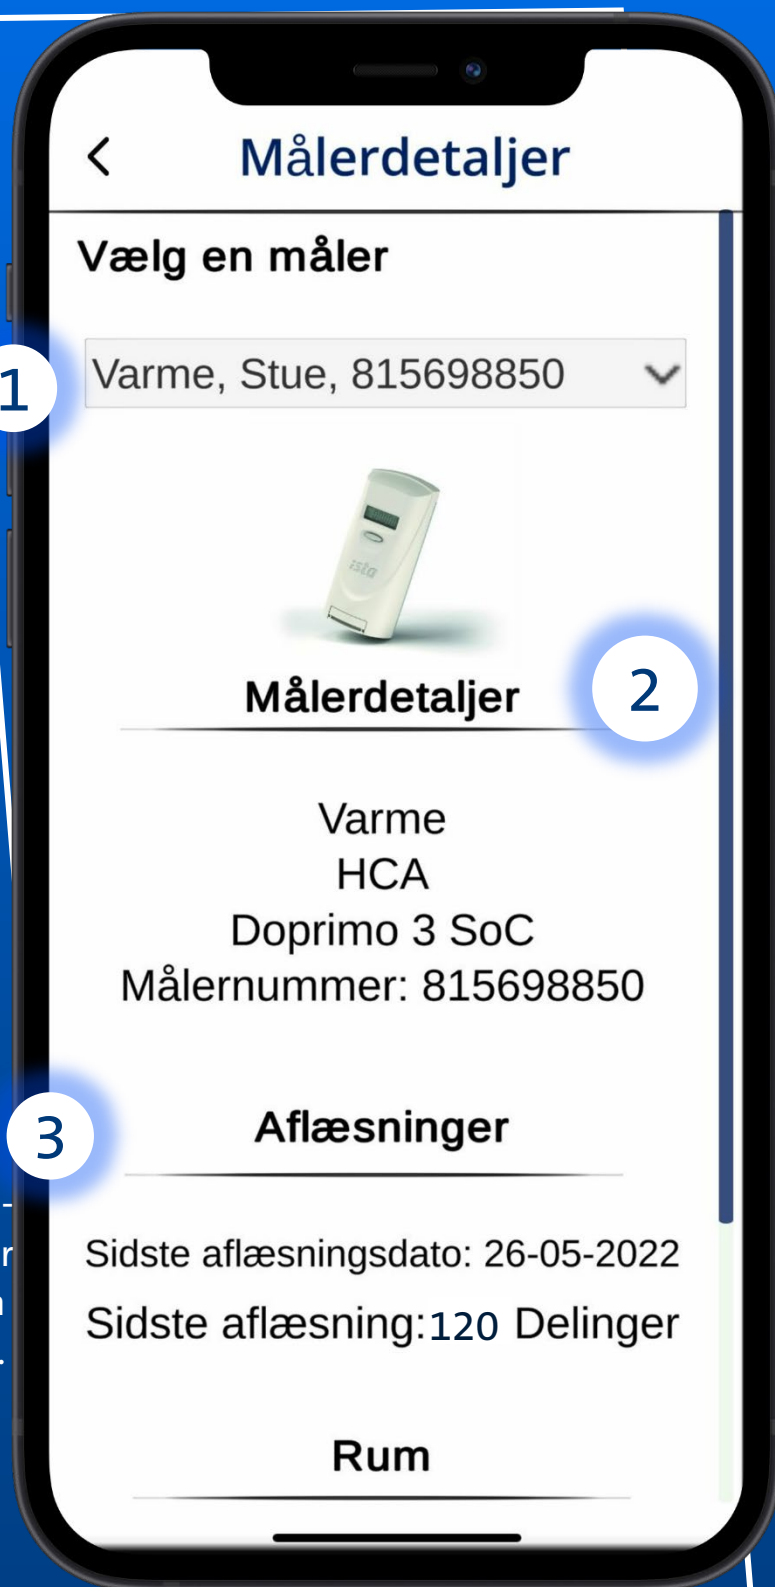 Målerdetaljer
Vælg en måler
1
Varme, Stue, 815698850
ista
Målerdetaljer
2
Varme
HCA
Doprimo 3 SoC
Målernummer: 815698850
3
Aflæsninger
Sidste aflæsningsdato: 26-05-2022
Sidste aflæsning: 120 Delinger
Rum